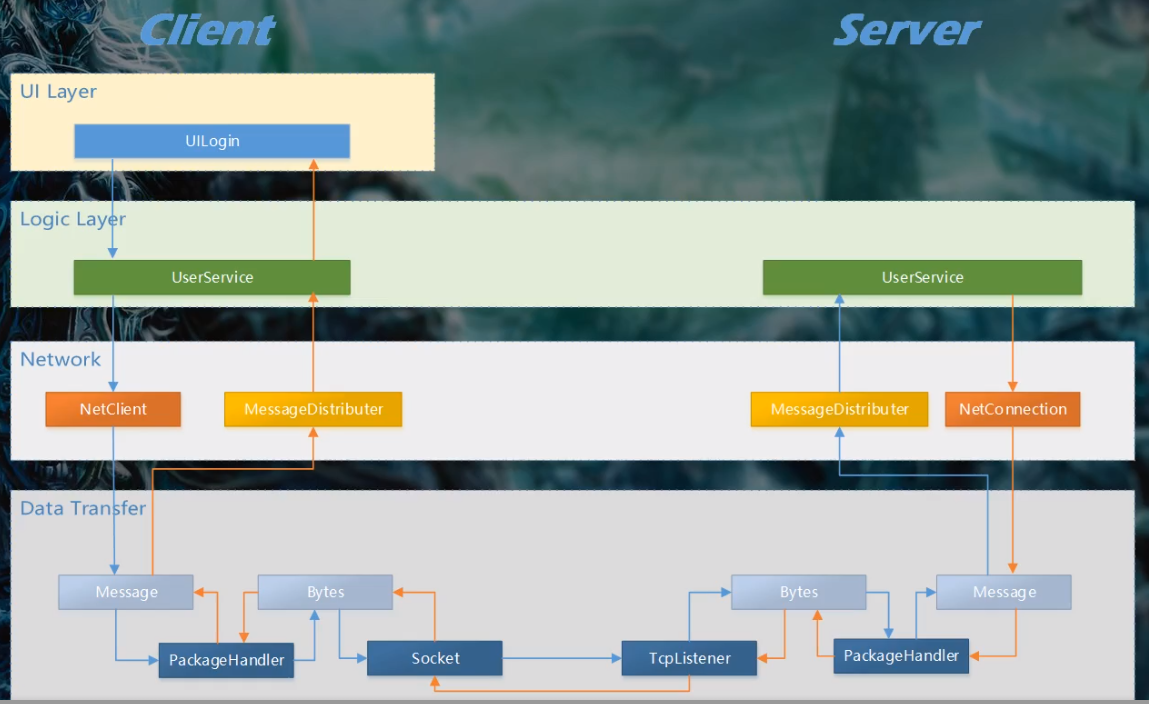 Client
Server
UI Layer
UILogin
Logic Layer
UserService
UserService
Network
NetClient
MessageDistributer
MessageDistributer
NetConnection
Data Transfer
Message
Bytes
Bytes
Message
PackageHandler
Socket
TcpListener
PackageHandler